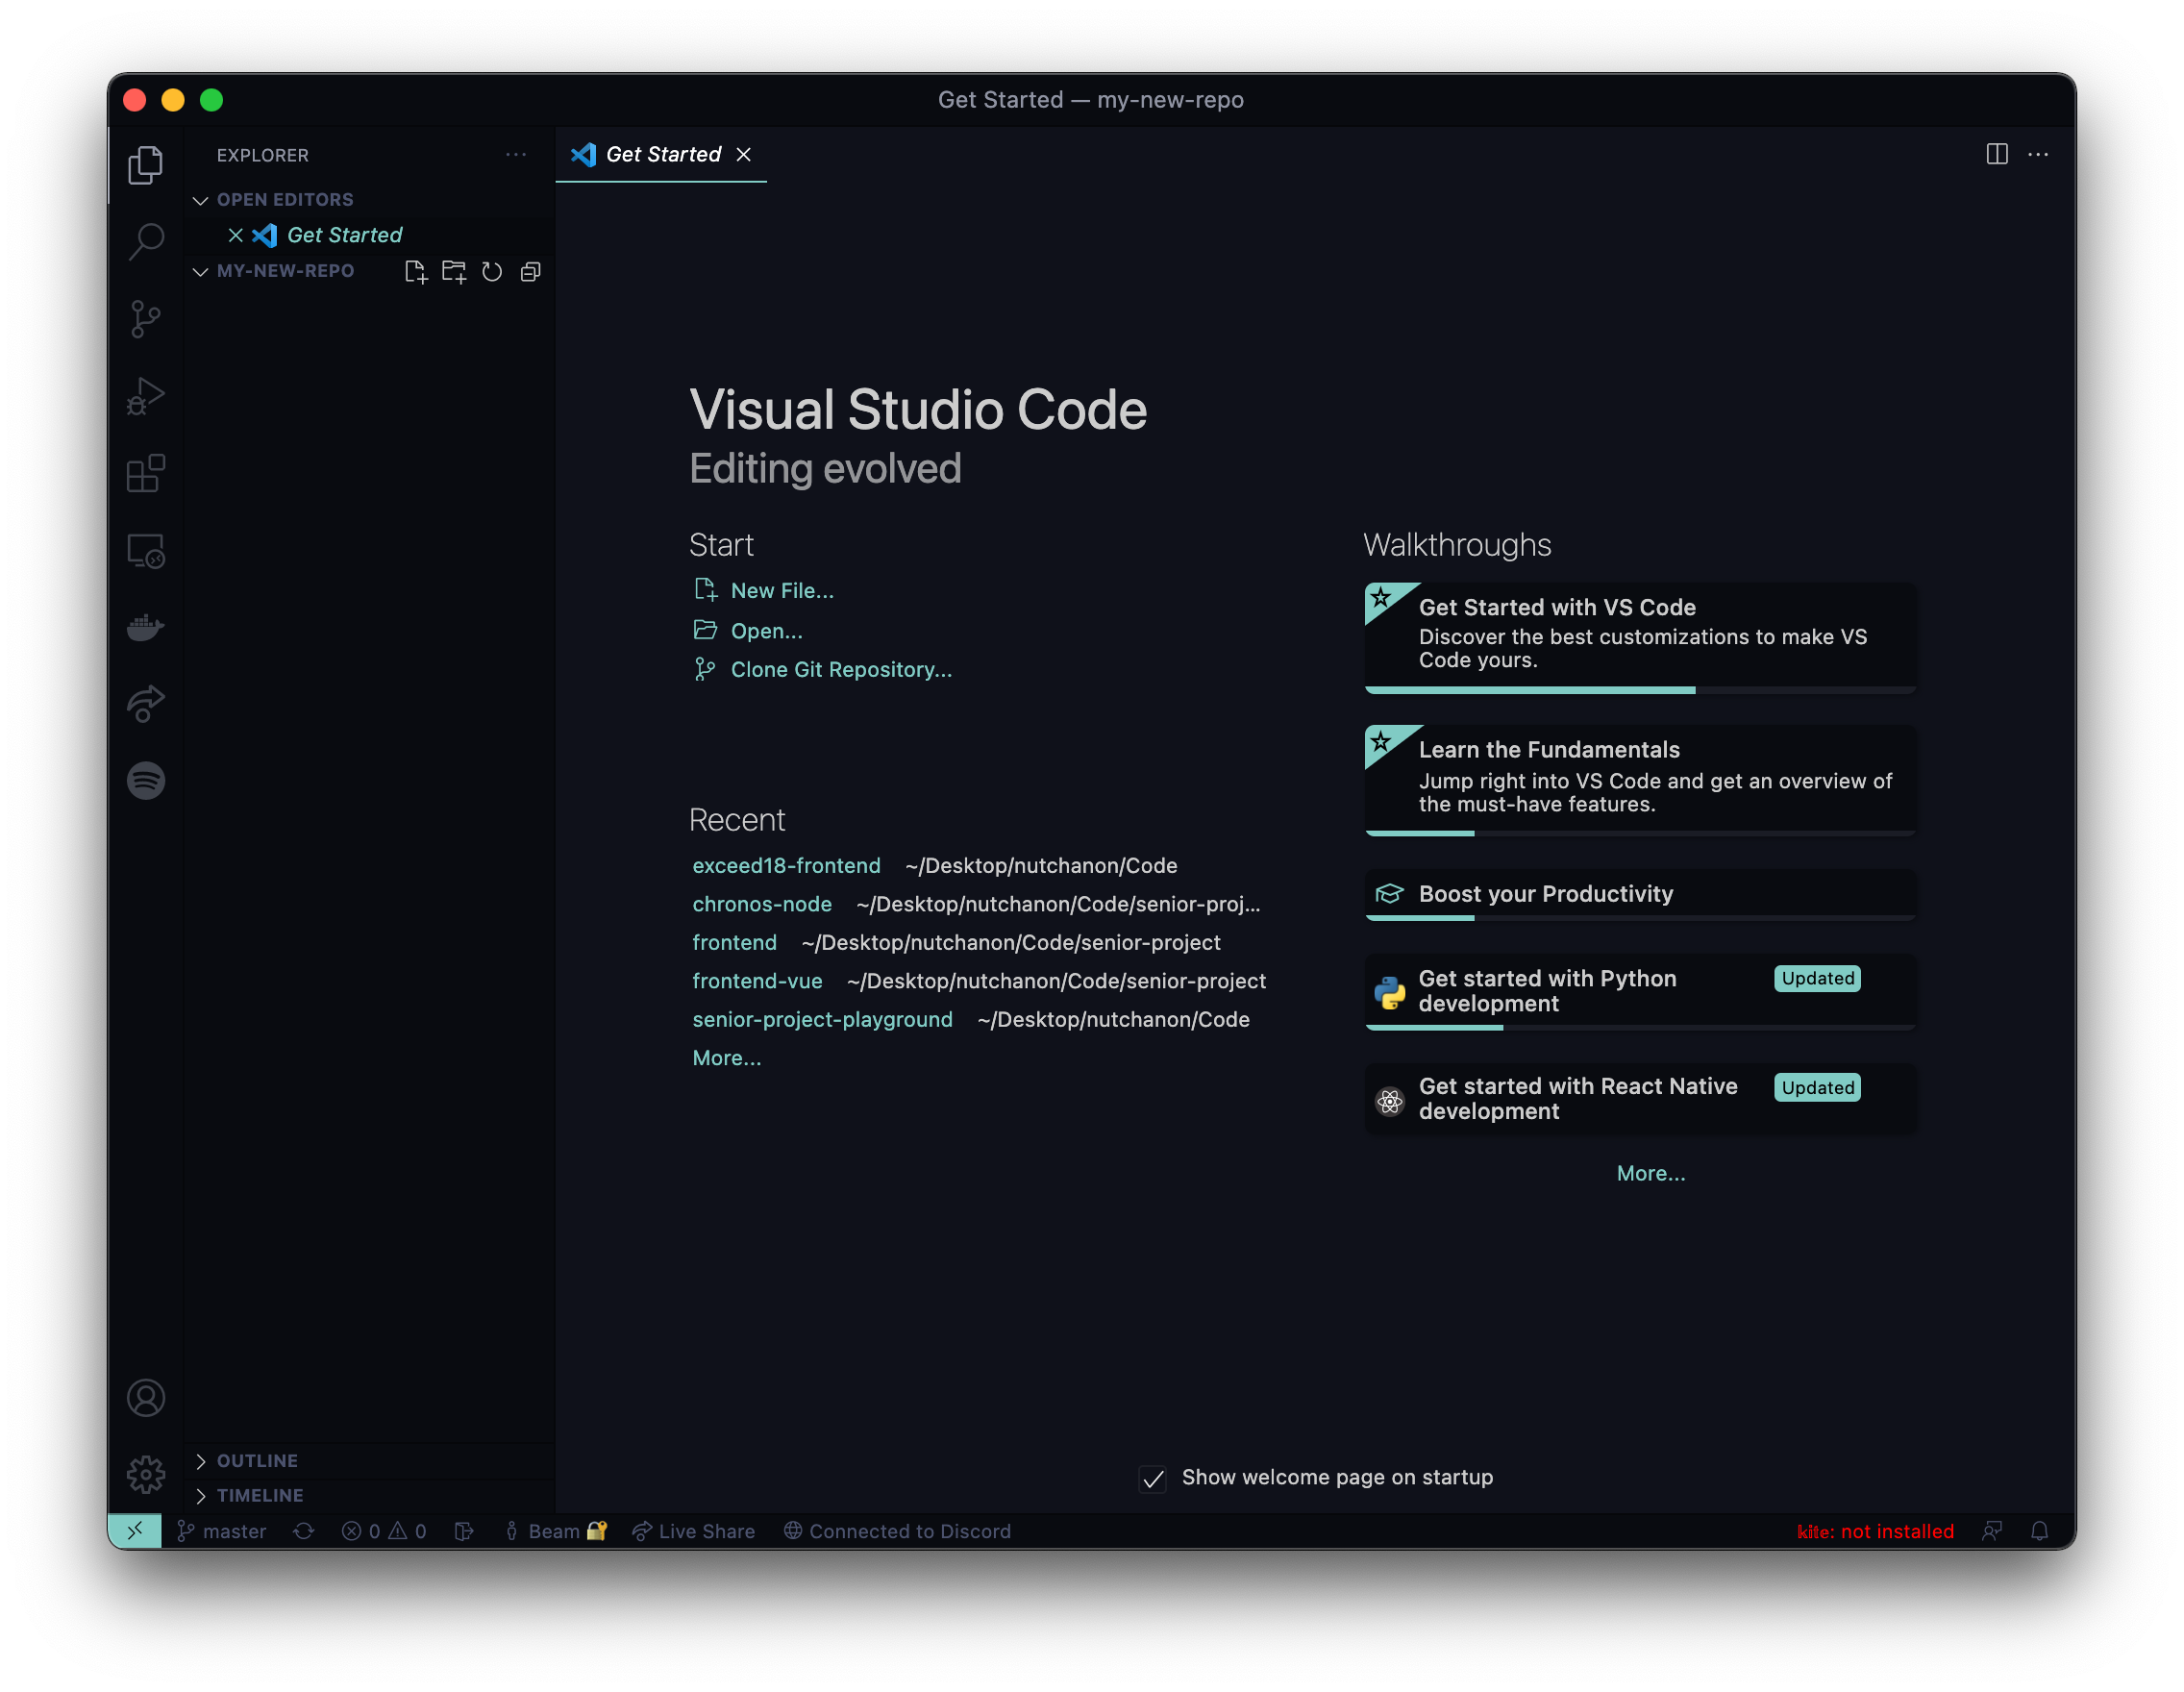 Get Started — my-new-repo
EXPLORER
OPEN EDITORS
Get Started
MY-NEW-REPO
OUTLINE
TIMELINE
Get Started
Visual Studio Code
Editing evolved
Start
New File...
Open...
Clone Git Repository...
Recent
exceed18-frontend ~/Desktop/nutchanon/Code
chronos-node ~/Desktop/nutchanon/Code/senior-proj...
frontend ~/Desktop/nutchanon/Code/senior-project
frontend-vue ~/Desktop/nutchanon/Code/senior-project
senior-project-playground ~/Desktop/nutchanon/Code
More...
Walkthroughs
Get Started with VS Code
Discover the best customizations to make VS
Code yours.
Learn the Fundamentals
Jump right into VS Code and get an overview of
the must-have features.
Boost your Productivity
Get started with Python Updated
development
Get started with React Native Updated
development
More...
Show welcome page on startup
master 0 0 Beam Live Share Connected to Discord kite: not installed